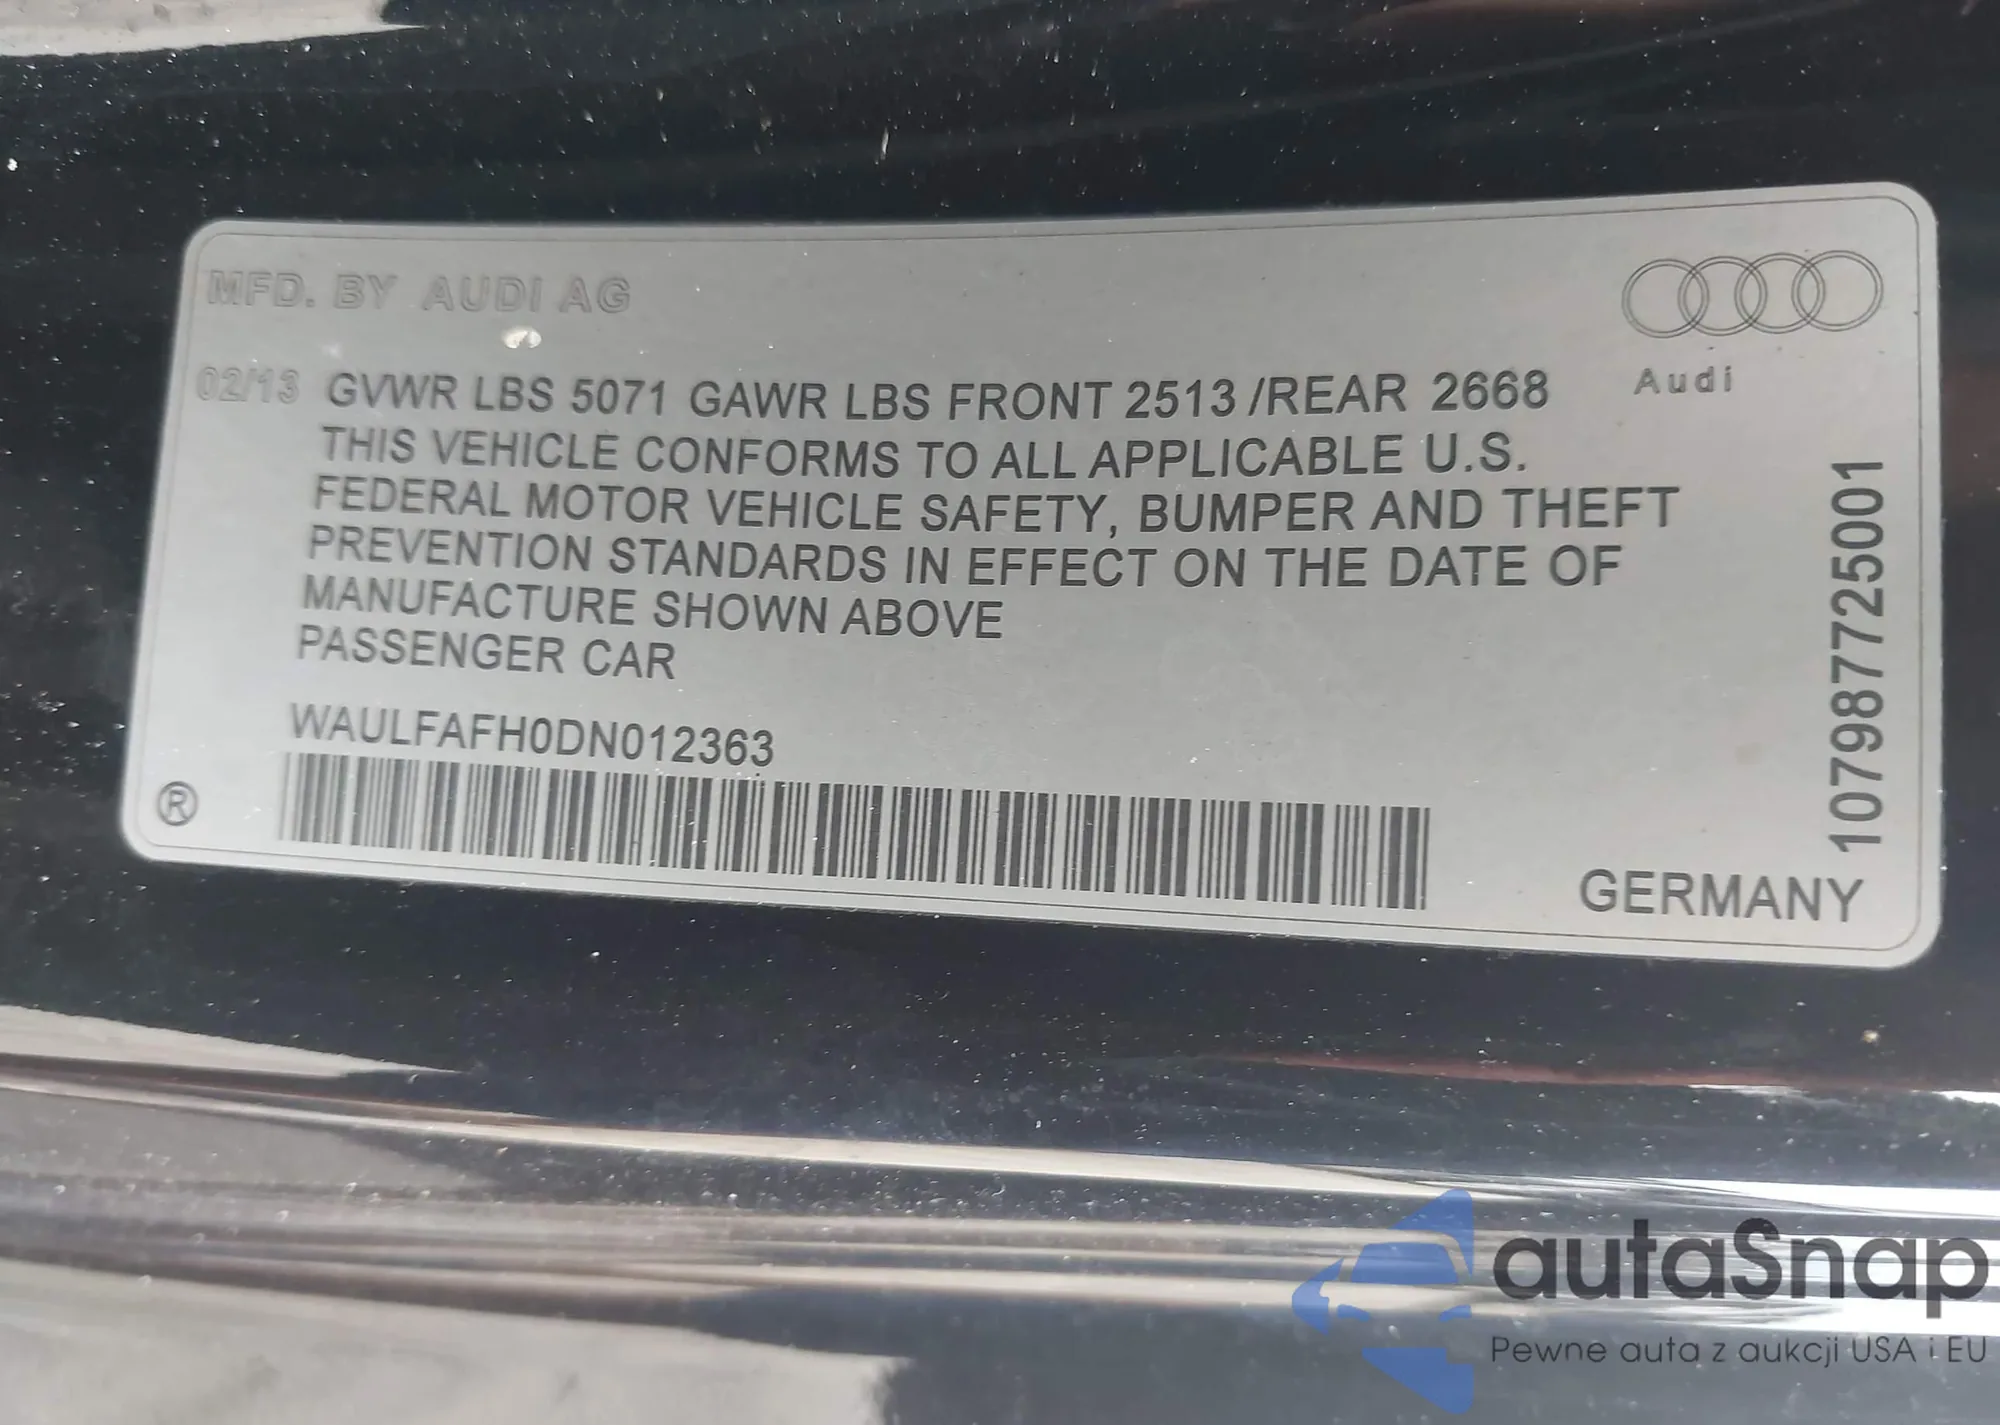 MFD. BY AUDI AG
02/13 GVWR LBS 5071 GAWR LBS FRONT 2513 /REAR 2668
Audi
THIS VEHICLE CONFORMS TO ALL APPLICABLE U.S.
FEDERAL MOTOR VEHICLE SAFETY, BUMPER AND THEFT
PREVENTION STANDARDS IN EFFECT ON THE DATE OF
MANUFACTURE SHOWN ABOVE
PASSENGER CAR
WAULFAFH0DN012363
®
GERMANY
107987725001
autaSnap
Pewne auta z aukcji USA i EU